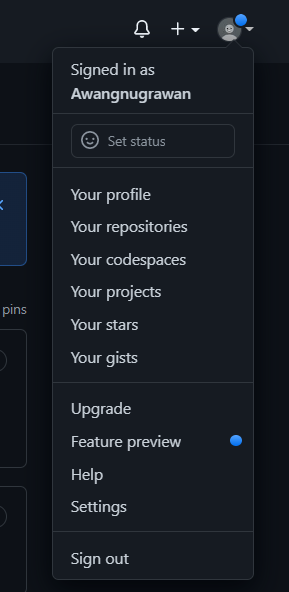 Signed in as
Awangnugrawan
Set status
Your profile
Your repositories
Your codespaces
pins
Your projects
Your stars
Your gists
Upgrade
Feature preview
Help
Settings
Sign out